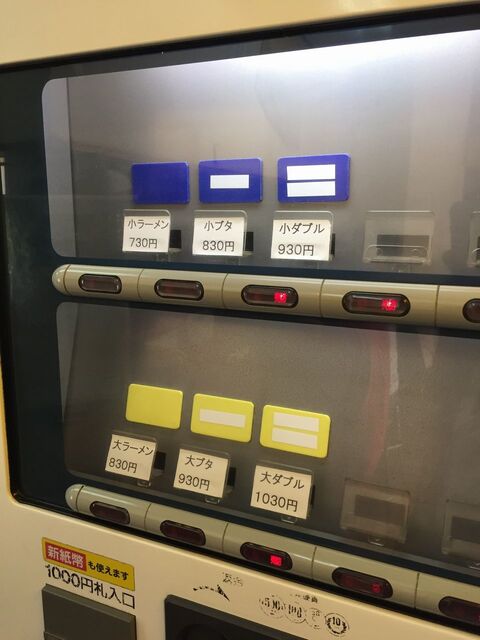 小ラーメン
730円
小ブタ
830円
小ダブル
930円
大ラーメン
830円
大ブタ
930円
大ダブル
1030円
新紙幣も使えます
1000円札入口